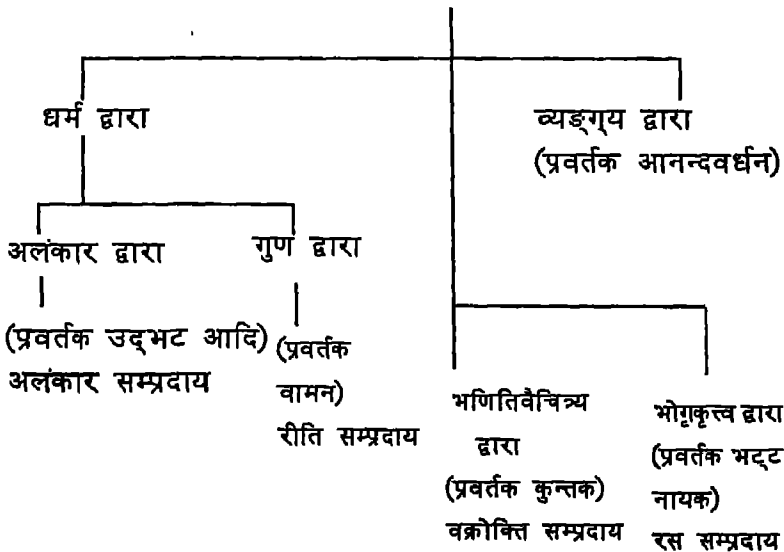 धर्म द्वारा
व्यङ्ग्य द्वारा
(प्रवर्तक आनन्दवर्धन)
अलंकार द्वारा
(प्रवर्तक उद्भट आदि)
अलंकार सम्प्रदाय
गुण द्वारा
(प्रवर्तक
वामन)
रीति सम्प्रदाय
भणितिवैचित्र्य
द्वारा
(प्रवर्तक कुन्तक)
वक्रोक्ति सम्प्रदाय
भोगृकृत्त्व द्वारा
(प्रवर्तक भट्ट
नायक)
रस सम्प्रदाय